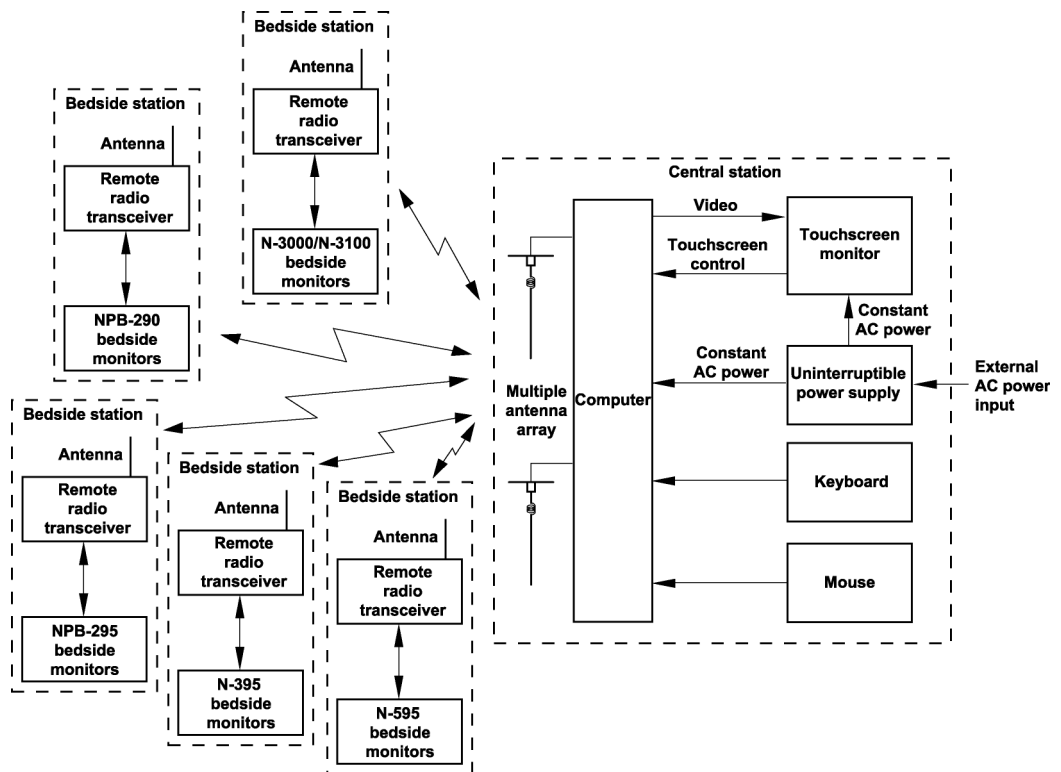 Bedside station
Antenna
Remote
radio
transceiver
N-3000/N-3100
bedside
monitors
Bedside station
Antenna
Remote
radio
transceiver
NPB-290
bedside
monitors
Bedside station
Antenna
Remote
radio
transceiver
NPB-295
bedside
monitors
Bedside station
Antenna
Remote
radio
transceiver
N-395
bedside
monitors
Bedside station
Antenna
Remote
radio
transceiver
N-595
bedside
monitors
Central station
Multiple
antenna
array
Computer
Video
Touchscreen
control
Touchscreen
monitor
Constant
AC power
Constant
AC power
Uninterruptible
power supply
External
AC power
input
Keyboard
Mouse